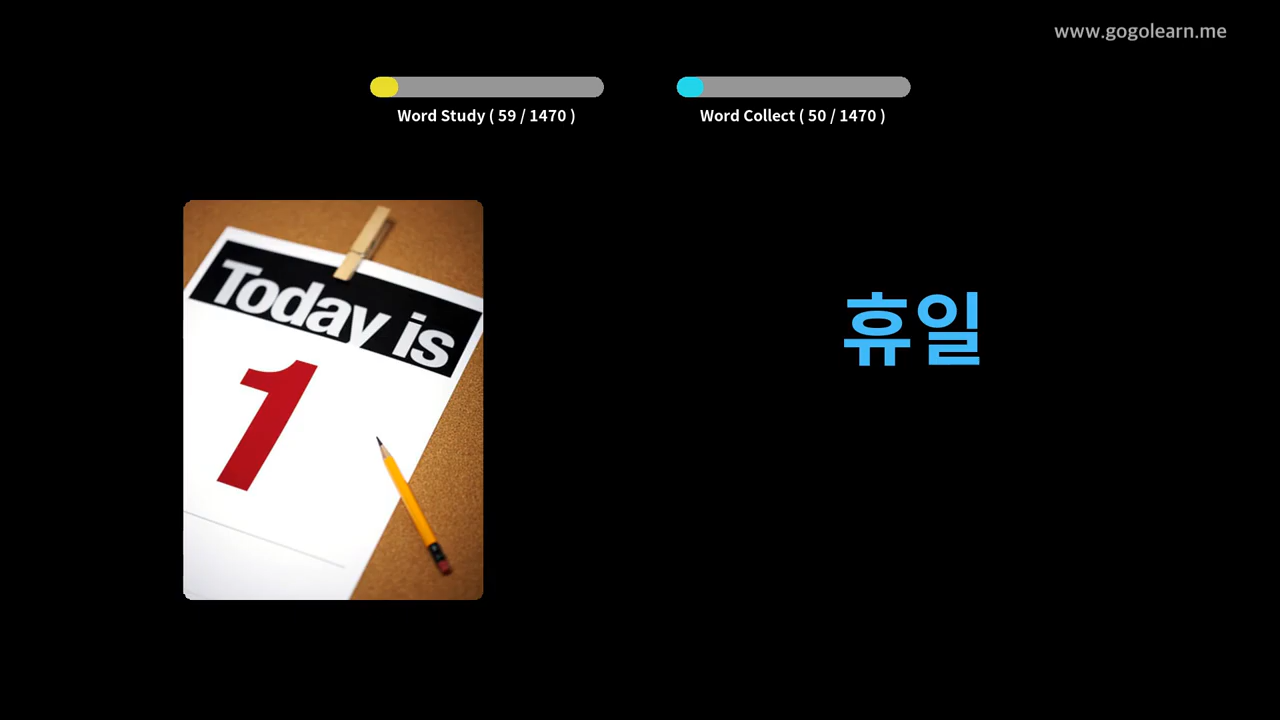 www.gogolearn.me
Word Study ( 59 / 1470 )
Word Collect ( 50 / 1470 )
Today is
1
휴일